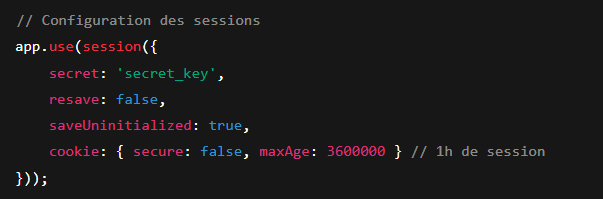 // Configuration des sessions
app.use(session({
    secret: 'secret_key',
    resave: false,
    saveUninitialized: true,
    cookie: { secure: false, maxAge: 3600000 } // 1h de session
}));